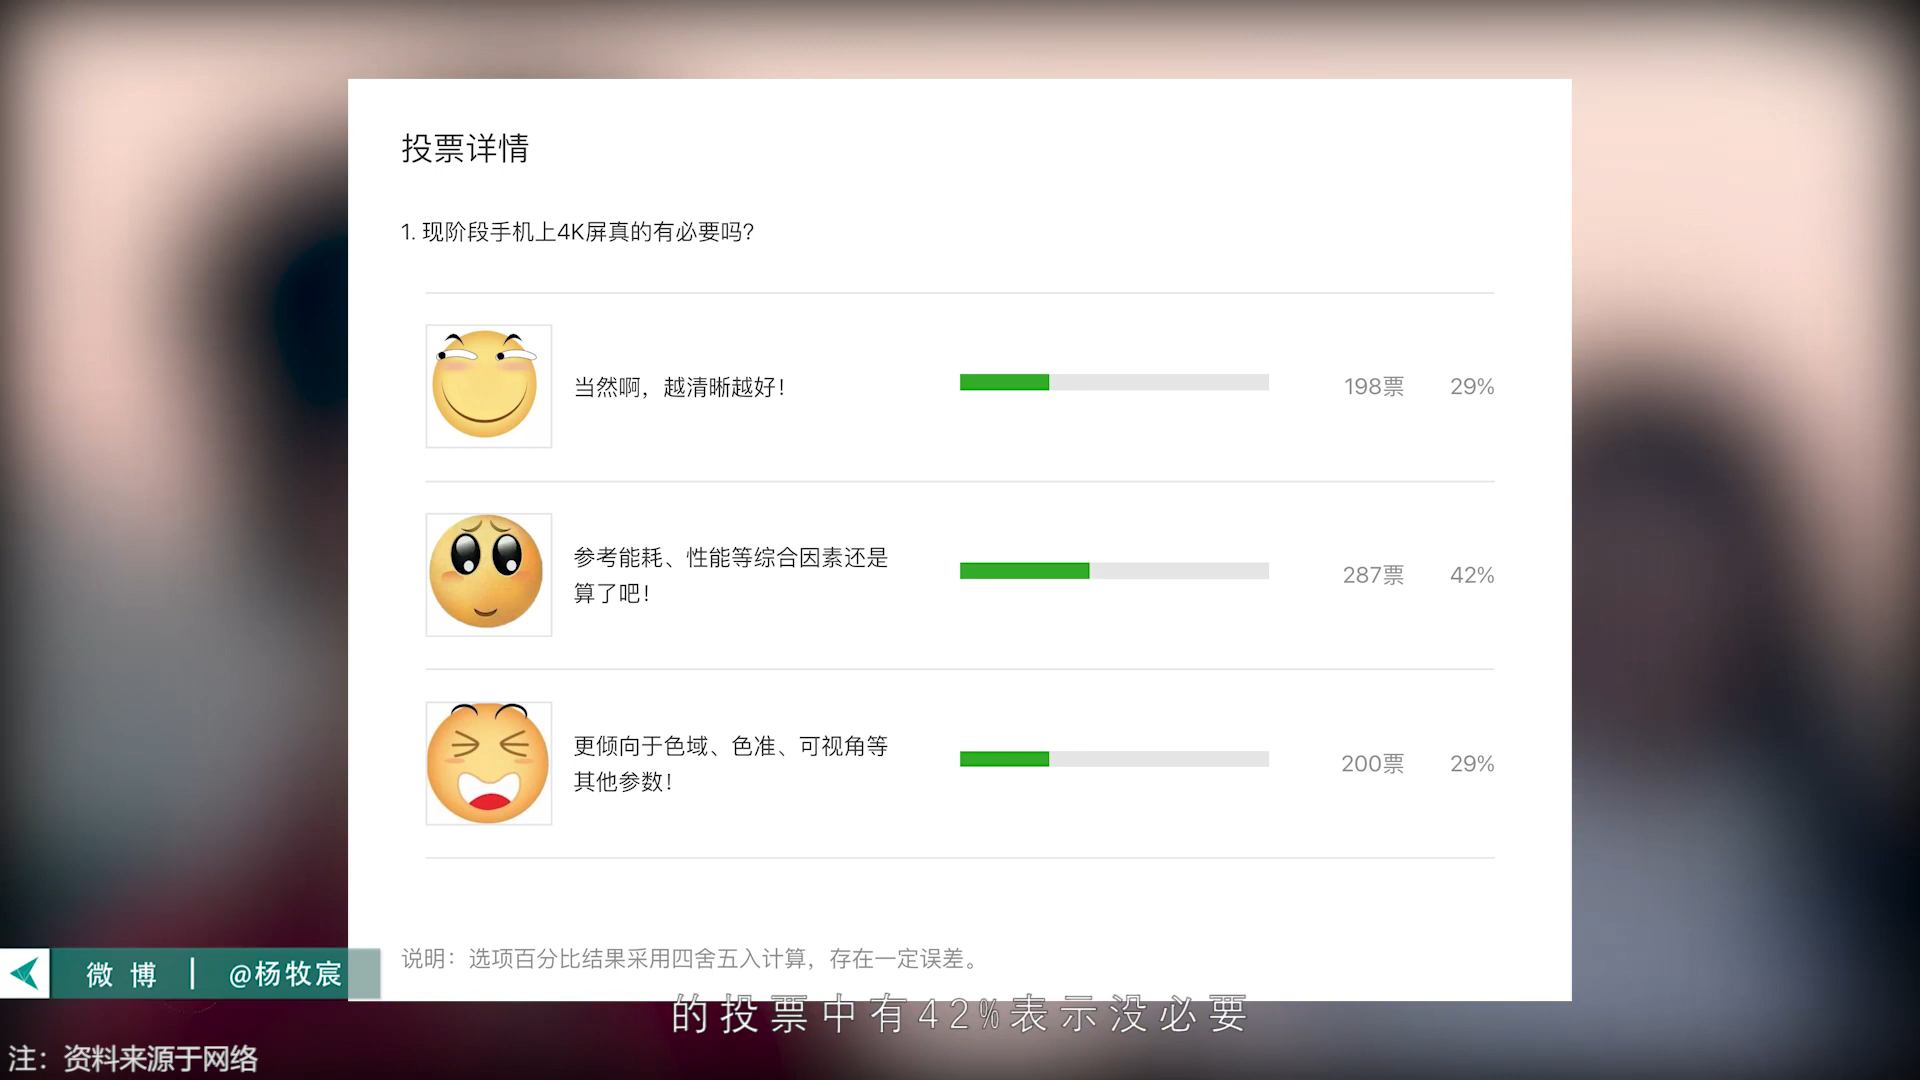 投票详情
1. 现阶段手机上4K屏真的有必要吗？
当然啊，越清晰越好！
198票 29%
参考能耗、性能等综合因素还是
算了吧！
287票 42%
更倾向于色域、色准、可视角等
其他参数！
200票 29%
说明：选项百分比结果采用四舍五入计算，存在一定误差。
微博 | @杨牧宸
的投票中有42%表示没必要
注：资料来源于网络